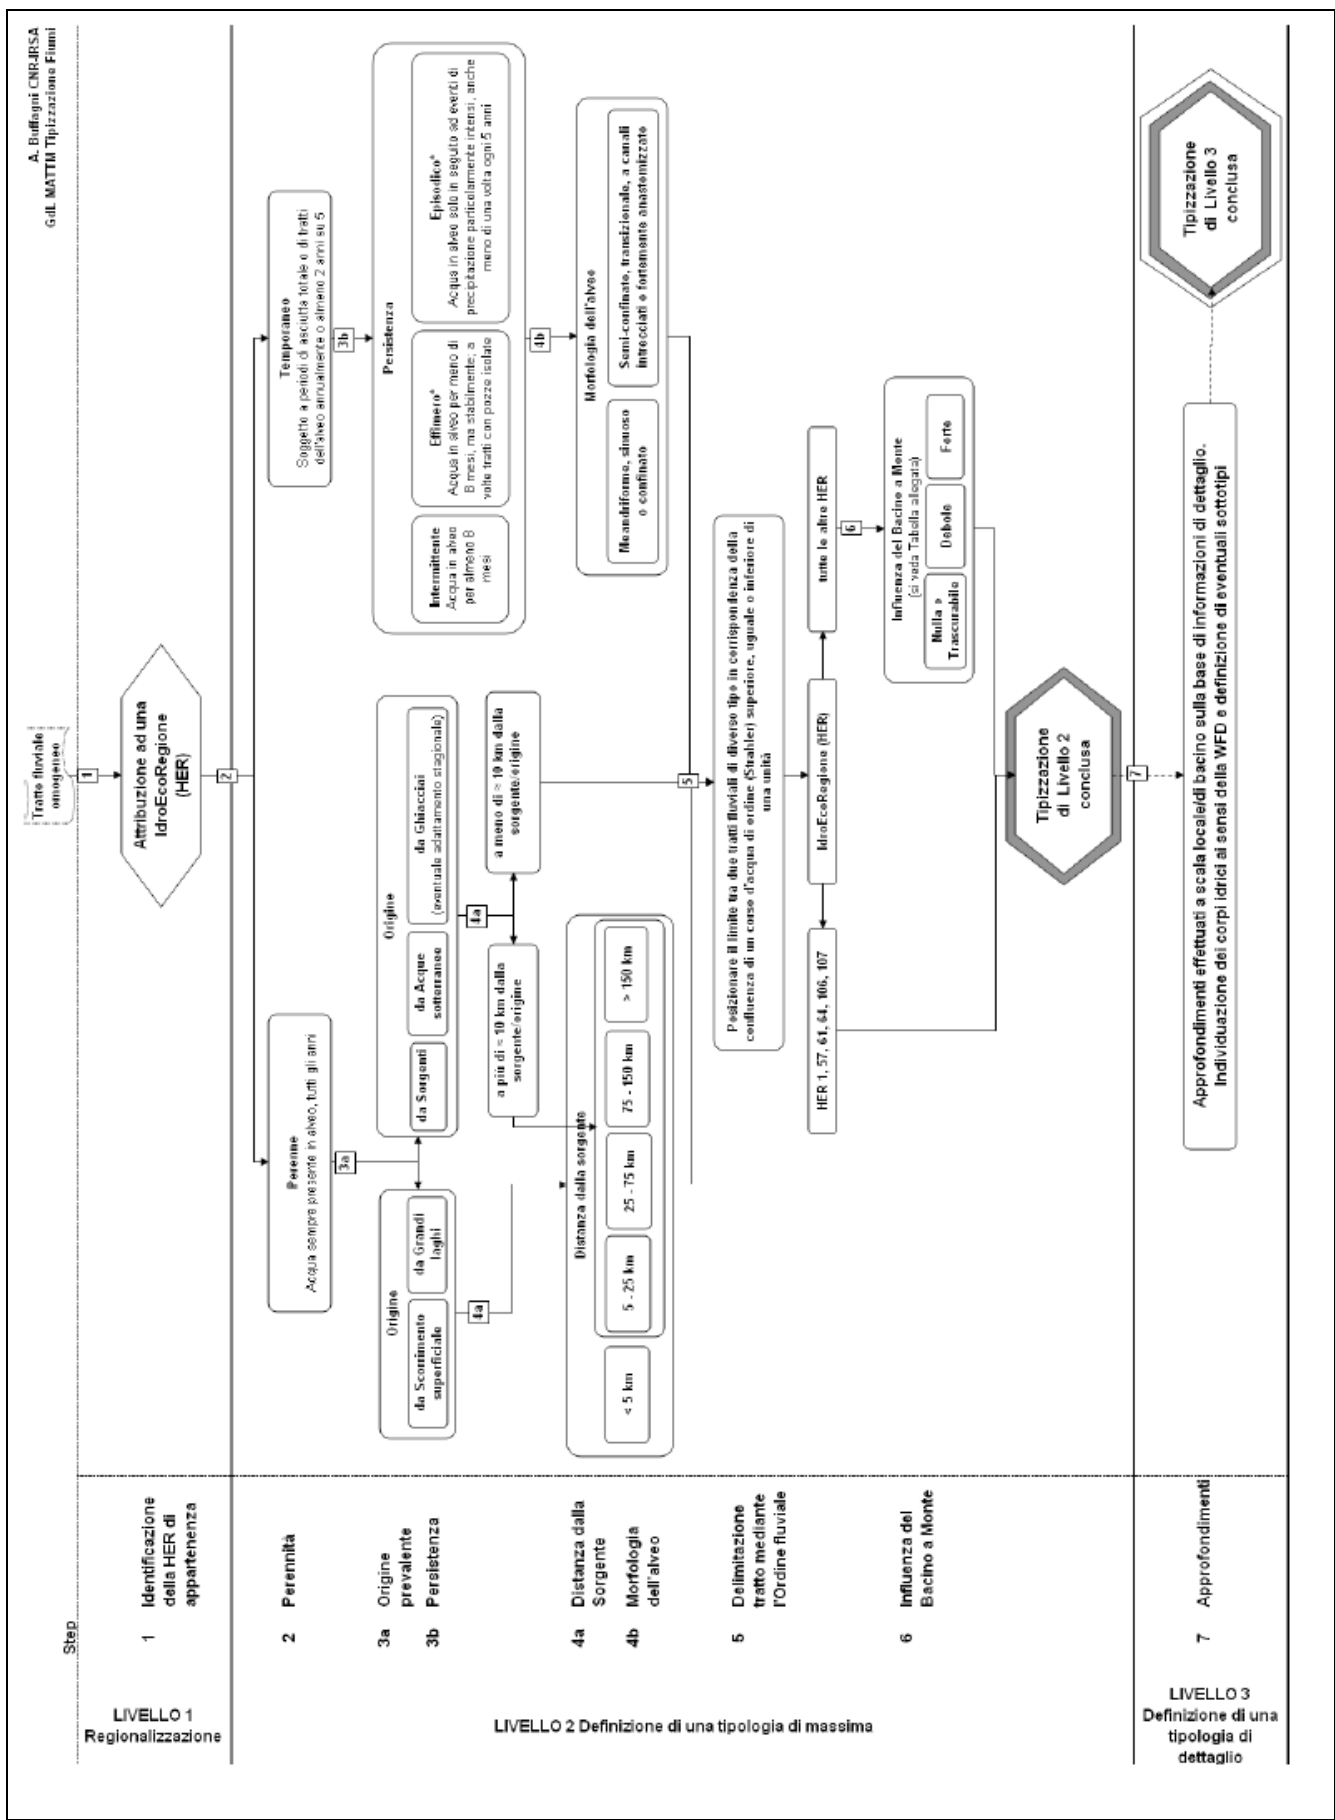 A. Buffagni CNR-IRSA
GdL MATTM Tipizzazione Fiumi
Step
LIVELLO 1
Regionalizzazione
1
Identificazione
della HER di
appartenenza
Tratto fluviale
omogeneo
1
Attribuzione ad una
IdroEcoRegione
(HER)
2
LIVELLO 2 Definizione di una tipologia di massima
2
Perennità
Perenne
Acqua sempre presente in alveo, tutti gli anni
Temporaneo
Soggetto a periodi di asciutta totale o di tratti
dell'alveo annualmente o almeno 2 anni su 5
3a
3b
3a
Origine
prevalente
3b
Persistenza
Origine
da Scorrimento
superficiale
da Grandi
laghi
Origine
da Sorgenti
da Acque
sotterranee
da Ghiacciai
(eventuale adattamento stagionale)
Persistenza
Intermittente
Acqua in alveo
per almeno 8
mesi
Effimero*
Acqua in alveo per meno di
8 mesi, ma stabilmente; a
volte tratti con pozze isolate
Episodico*
Acqua in alveo solo in seguito ad eventi di
precipitazione particolarmente intensi, anche
meno di una volta ogni 5 anni
4a
4a
4b
a più di ≈ 10 km dalla
sorgente/origine
a meno di ≈ 10 km dalla
sorgente/origine
4a
Distanza dalla
Sorgente
4b
Morfologia
dell'alveo
Distanza dalla sorgente
< 5 km
5 - 25 km
25 - 75 km
75 - 150 km
> 150 km
Morfologia dell'alveo
Meandriforme, sinuoso
o confinato
Semi-confinato, transizionale, a canali
intrecciati o fortemente anastomizzato
5
5
Delimitazione
tratto mediante
l'Ordine fluviale
Posizionare il limite tra due tratti fluviali di diverso tipo in corrispondenza della
confluenza di un corso d'acqua di ordine (Strahler) superiore, uguale o inferiore di
una unità
HER 1, 57, 61, 64, 106, 107
IdroEcoRegione (HER)
tutte le altre HER
6
6
Influenza del
Bacino a Monte
Influenza del Bacino a Monte
(si veda Tabella allegata)
Nulla o
Trascurabile
Debole
Forte
Tipizzazione
di Livello 2
conclusa
7
LIVELLO 3
Definizione di una
tipologia di
dettaglio
7
Approfondimenti
Approfondimenti effettuati a scala locale/di bacino sulla base di informazioni di dettaglio.
Individuazione dei corpi idrici ai sensi della WFD e definizione di eventuali sottotipi
Tipizzazione
di Livello 3
conclusa